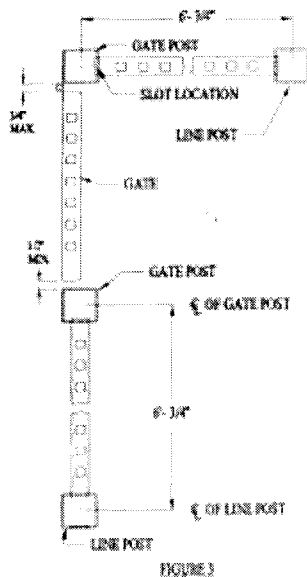 6'- 3/4"
GATE POST
SLOT LOCATION
3/4"
MAX.
LINE POST
GATE
1/2"
MIN.
GATE POST
℄ OF GATE POST
6'- 3/4"
℄ OF LINE POST
LINE POST
FIGURE 3